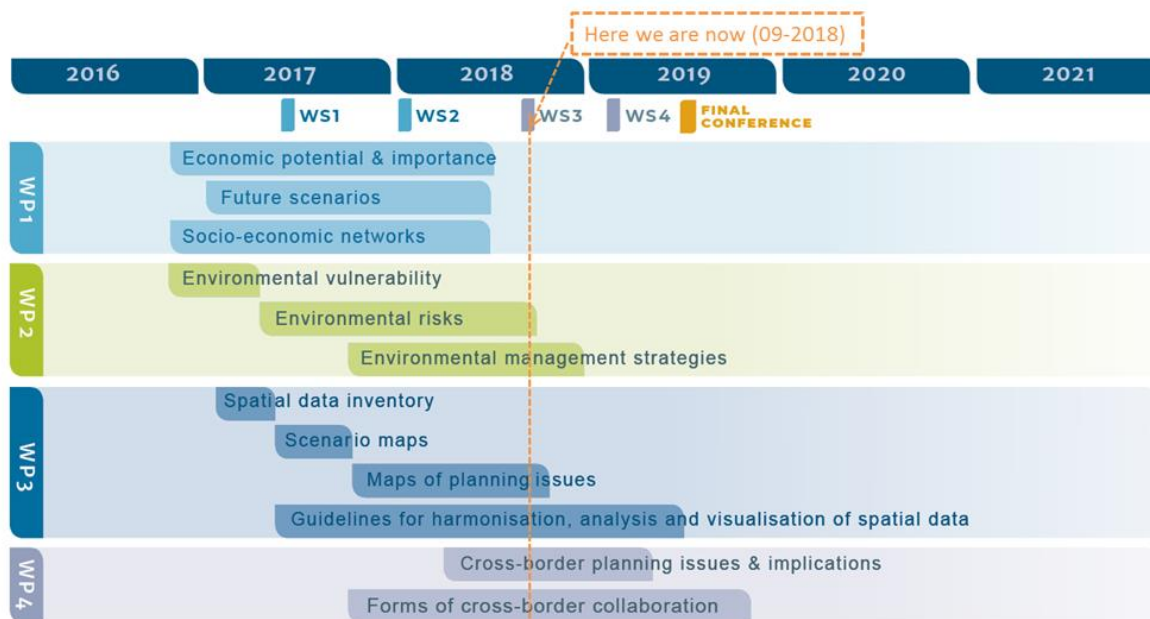 Here we are now (09-2018)
2016 2017 2018 2019 2020 2021
WS1 WS2 WS3 WS4 FINAL
CONFERENCE
WP1
Economic potential & importance
Future scenarios
Socio-economic networks
WP2
Environmental vulnerability
Environmental risks
Environmental management strategies
WP3
Spatial data inventory
Scenario maps
Maps of planning issues
Guidelines for harmonisation, analysis and visualisation of spatial data
WP4
Cross-border planning issues & implications
Forms of cross-border collaboration